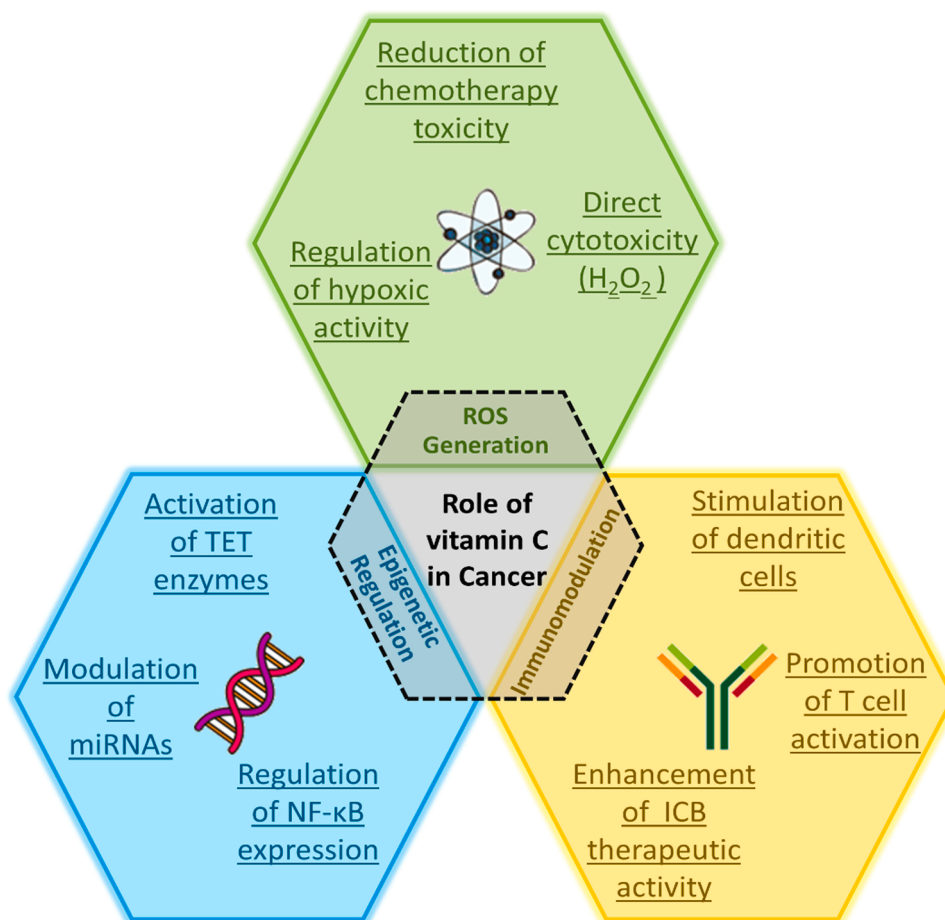 Reduction of
chemotherapy
toxicity
Direct
cytotoxicity
(H₂O₂)
Regulation
of hypoxic
activity
ROS
Generation
Role of
vitamin C
in Cancer
Epigenetic
Regulation
Immunomodulation
Activation
of TET
enzymes
Modulation
of
miRNAs
Regulation
of NF-κB
expression
Stimulation
of dendritic
cells
Promotion
of T cell
activation
Enhancement
of ICB
therapeutic
activity